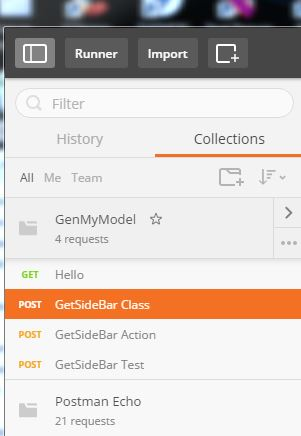 Runner Import
Filter
History Collections
All Me Team
GenMyModel
4 requests
GET Hello
POST GetSideBar Class
POST GetSideBar Action
POST GetSideBar Test
Postman Echo
21 requests